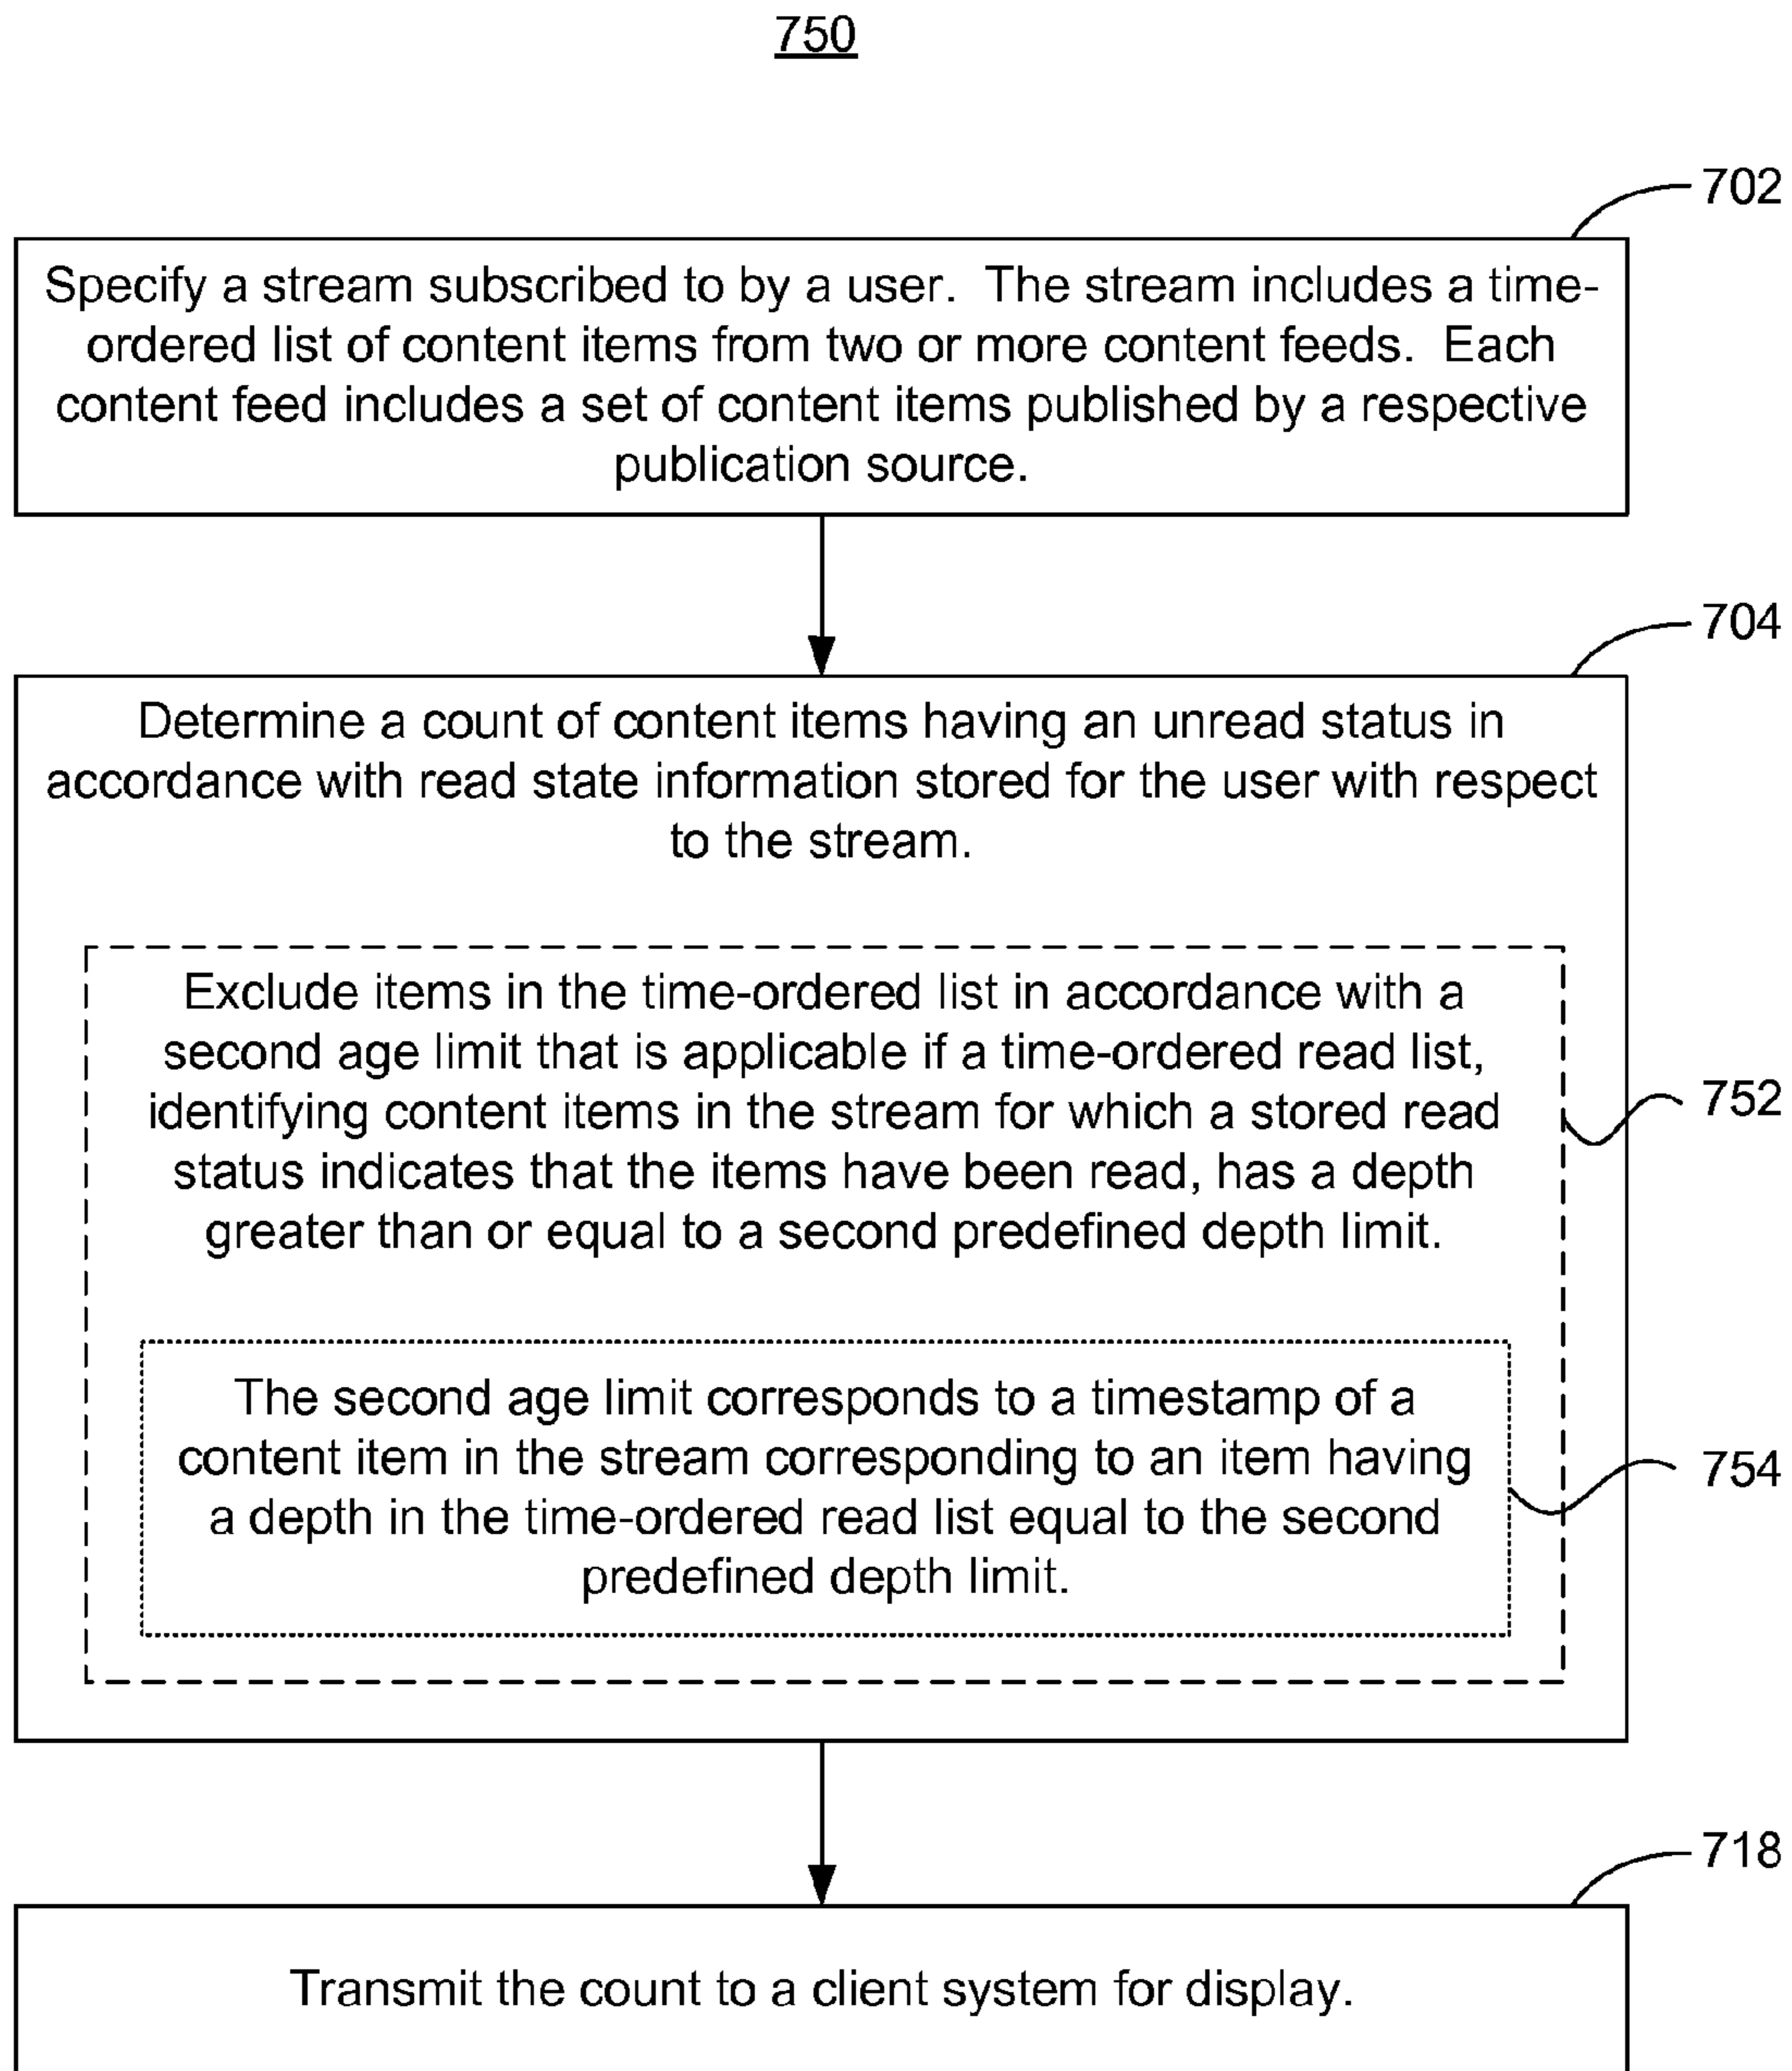 750
702
Specify a stream subscribed to by a user. The stream includes a time-
ordered list of content items from two or more content feeds. Each
content feed includes a set of content items published by a respective
publication source.
704
Determine a count of content items having an unread status in
accordance with read state information stored for the user with respect
to the stream.
Exclude items in the time-ordered list in accordance with a
second age limit that is applicable if a time-ordered read list,
identifying content items in the stream for which a stored read
status indicates that the items have been read, has a depth
greater than or equal to a second predefined depth limit.
752
The second age limit corresponds to a timestamp of a
content item in the stream corresponding to an item having
a depth in the time-ordered read list equal to the second
predefined depth limit.
754
718
Transmit the count to a client system for display.